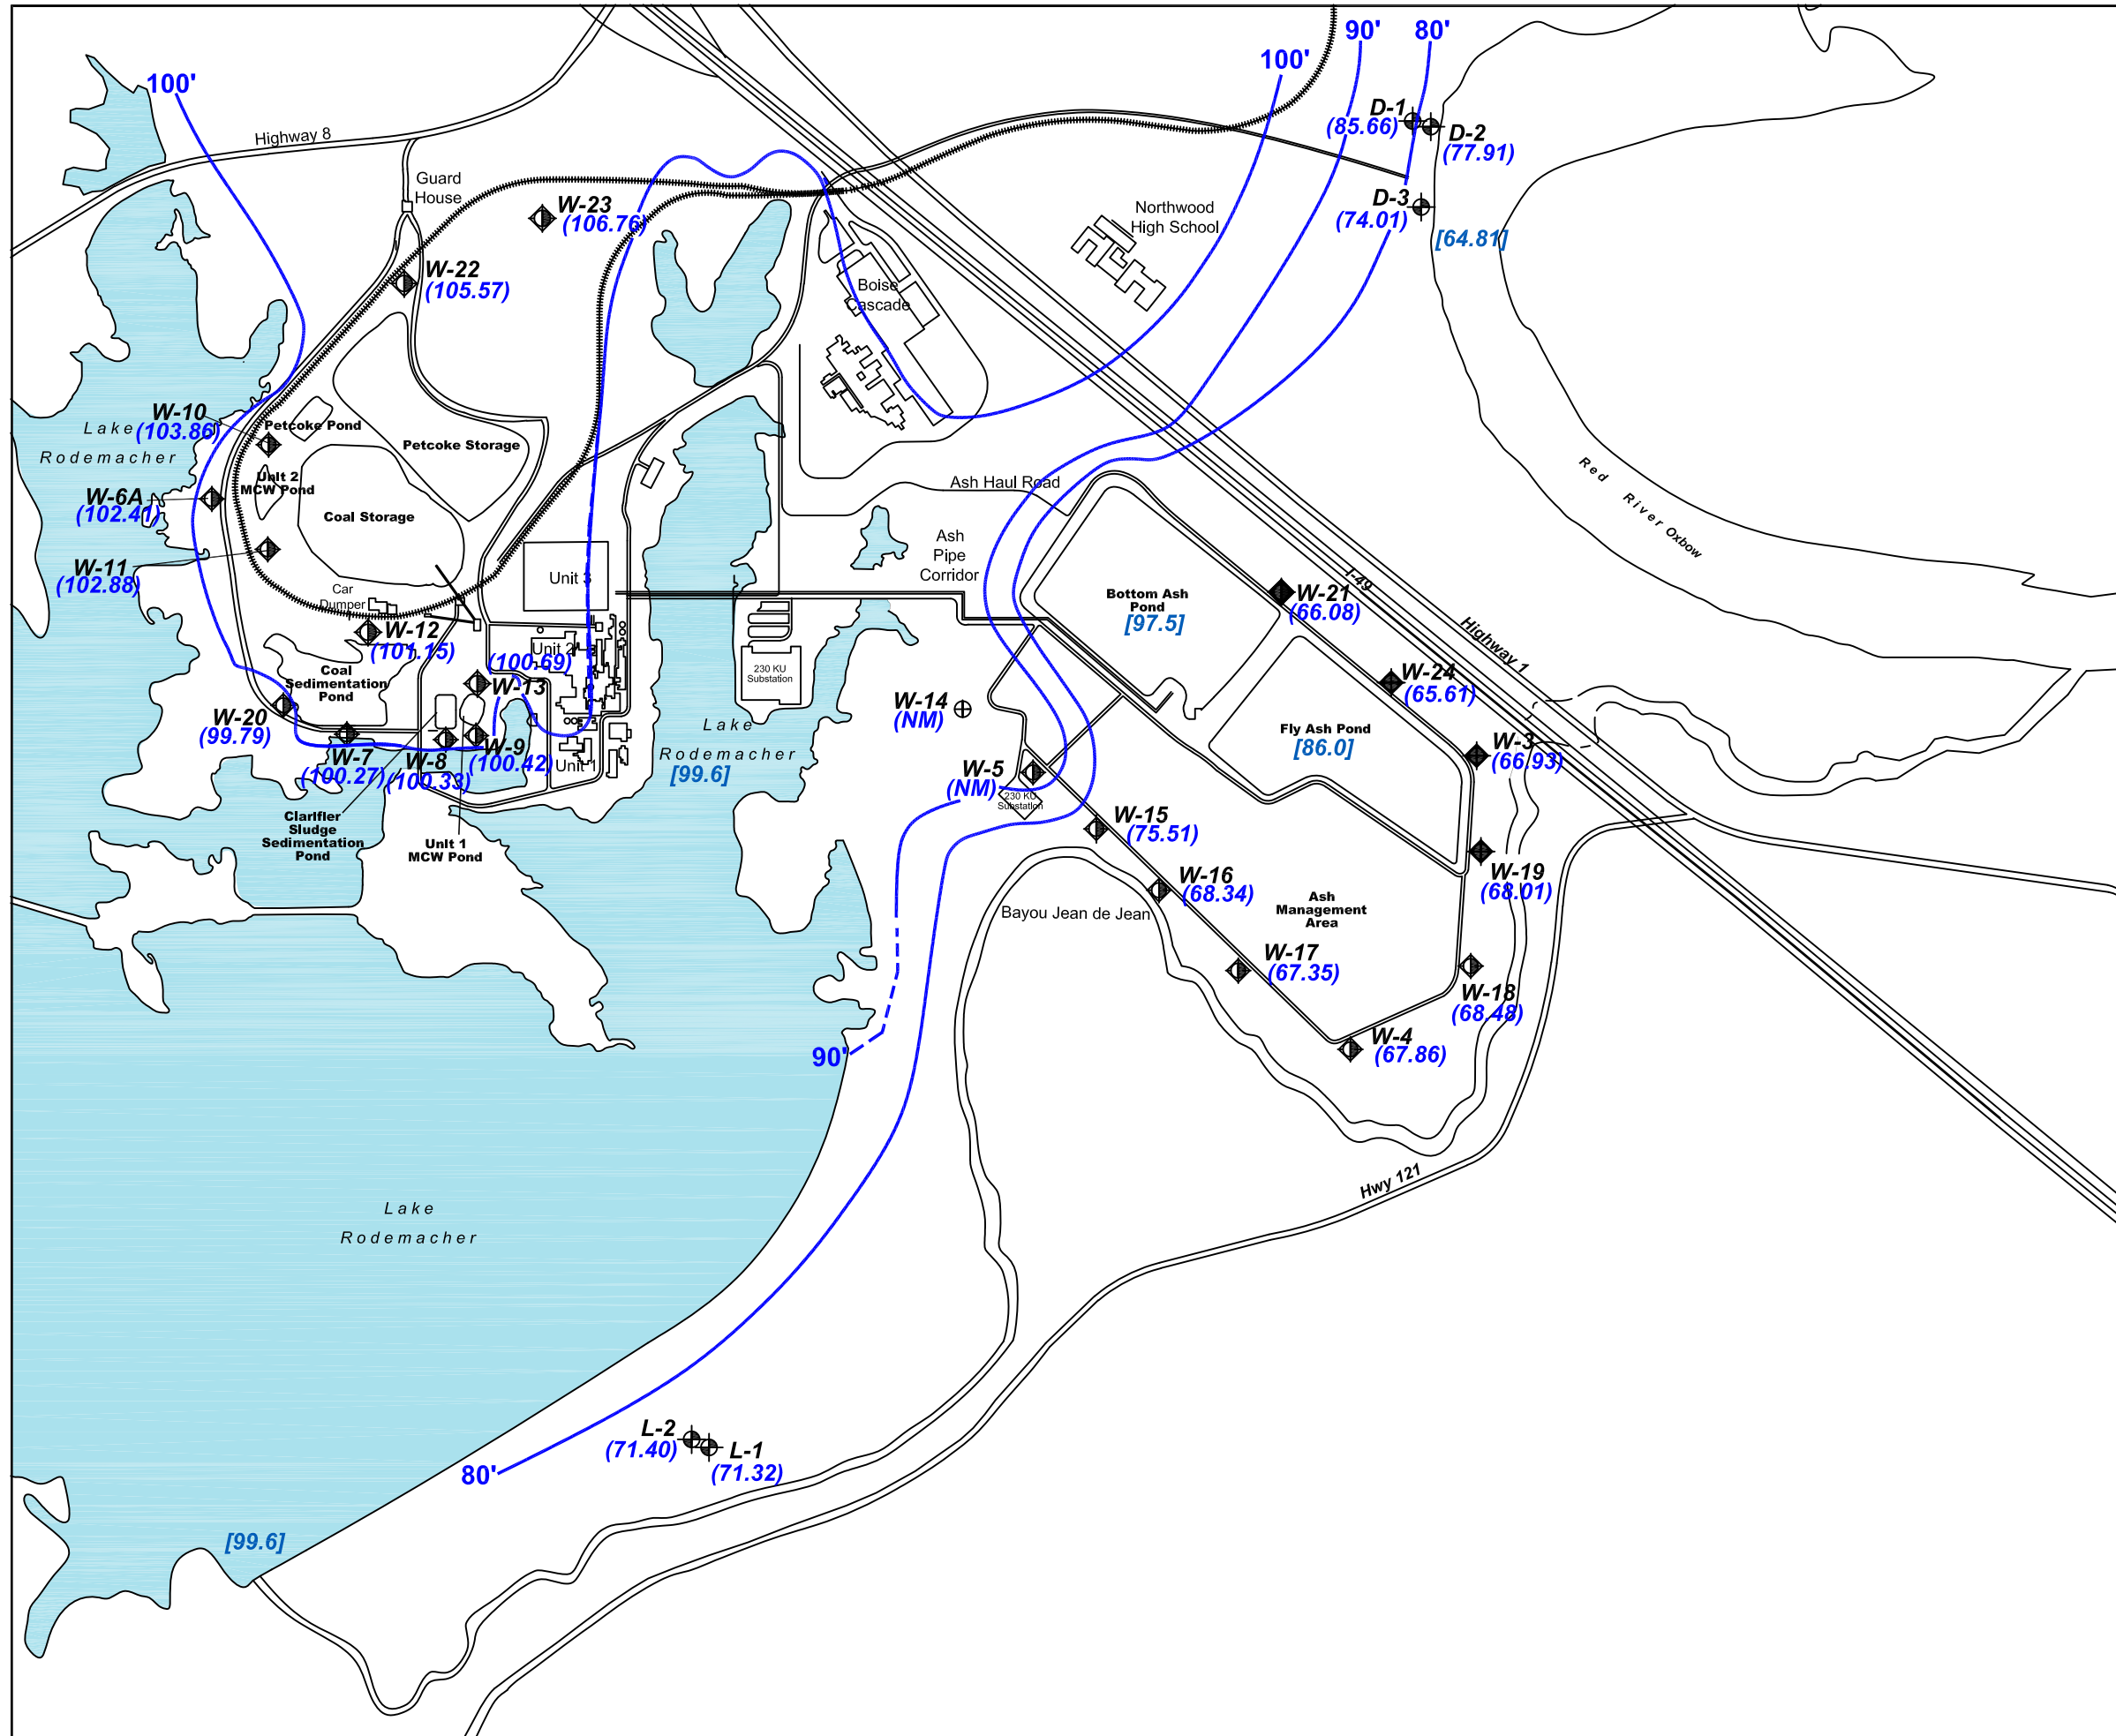 100'
90'
80'
100'
Highway 8
Guard
House
W-23
(106.76)
W-22
(105.57)
D-1
(85.66)
D-2
(77.91)
D-3
(74.01)
[64.81]
Northwood
High School
Boise
Cascade
W-10
(103.86)
Lake
Rodemacher
Petcoke Pond
Petcoke Storage
Unit 2
MCW Pond
W-6A
(102.41)
Coal Storage
W-11
(102.88)
Car
Dumper
Unit 3
Ash Haul Road
Ash
Pipe
Corridor
Bottom Ash
Pond
[97.5]
W-21
(66.08)
I-49
Highway 1
Red River Oxbow
W-12
(101.15)
(100.69)
Unit 2
W-13
Coal
Sedimentation
Pond
W-20
(99.79)
W-7
(100.27)
W-8
(100.33)
W-9
(100.42)
Unit 1
230 KU
Substation
Lake
Rodemacher
[99.6]
W-14
(NM)
W-5
(NM)
230 KU
Substation
W-24
(65.61)
Fly Ash Pond
[86.0]
W-3
(66.93)
Clarifier
Sludge
Sedimentation
Pond
Unit 1
MCW Pond
W-15
(75.51)
W-16
(68.34)
W-19
(68.01)
Ash
Management
Area
Bayou Jean de Jean
W-17
(67.35)
W-18
(68.48)
W-4
(67.86)
90'
Hwy 121
Lake
Rodemacher
L-2
(71.40)
L-1
(71.32)
80'
[99.6]